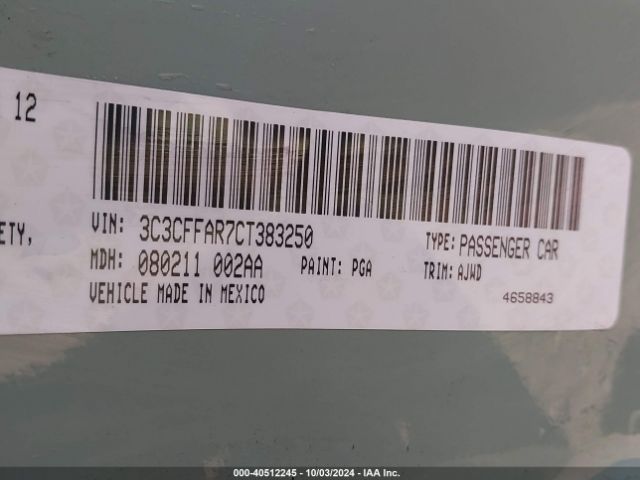 12
ETY,
VIN: 3C3CFFAR7CT383250 TYPE: PASSENGER CAR
MDH: 080211 002AA PAINT: PGA TRIM: AJWD
VEHICLE MADE IN MEXICO 4658843
000-40512245 - 10/03/2024 - IAA Inc.